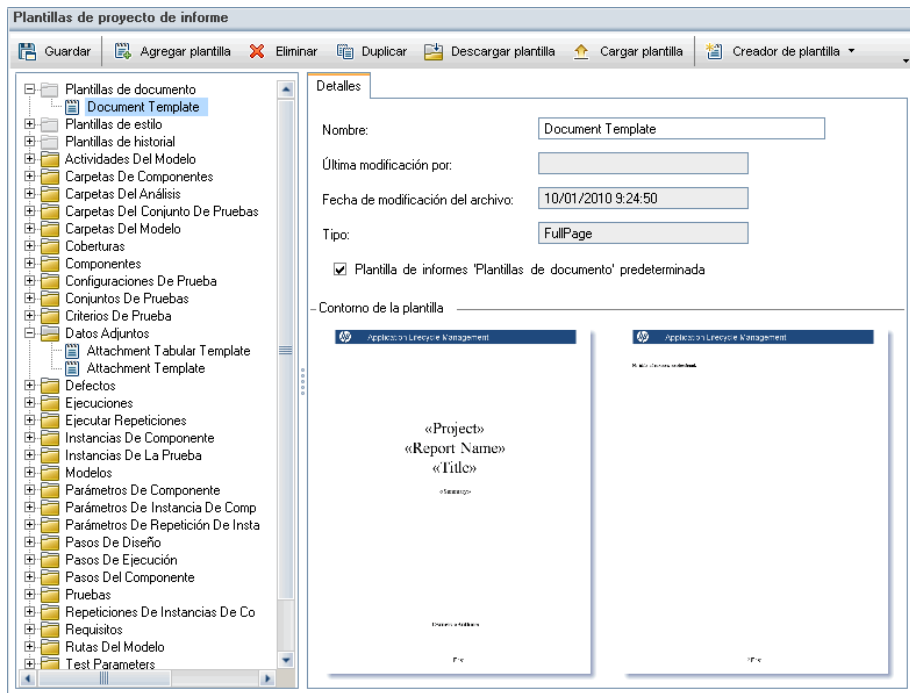 Plantillas de proyecto de informe
Guardar Agregar plantilla Eliminar Duplicar Descargar plantilla Cargar plantilla Creador de plantilla
Plantillas de documento
Document Template
Plantillas de estilo
Plantillas de historial
Actividades Del Modelo
Carpetas De Componentes
Carpetas Del Análisis
Carpetas Del Conjunto De Pruebas
Carpetas Del Modelo
Coberturas
Componentes
Configuraciones De Prueba
Conjuntos De Pruebas
Criterios De Prueba
Datos Adjuntos
Attachment Tabular Template
Attachment Template
Defectos
Ejecuciones
Ejecutar Repeticiones
Instancias De Componente
Instancias De La Prueba
Modelos
Parámetros De Componente
Parámetros De Instancia De Comp
Parámetros De Repetición De Insta
Pasos De Diseño
Pasos De Ejecución
Pasos Del Componente
Pruebas
Repeticiones De Instancias De Co
Requisitos
Rutas Del Modelo
Test Parameters
Detalles
Nombre: Document Template
Última modificación por:
Fecha de modificación del archivo: 10/01/2010 9:24:50
Tipo: FullPage
Plantilla de informes 'Plantillas de documento' predeterminada
Contorno de la plantilla
hp Application Lifecycle Management
«Project»
«Report Name»
«Title»
«Summary»
hp Application Lifecycle Management